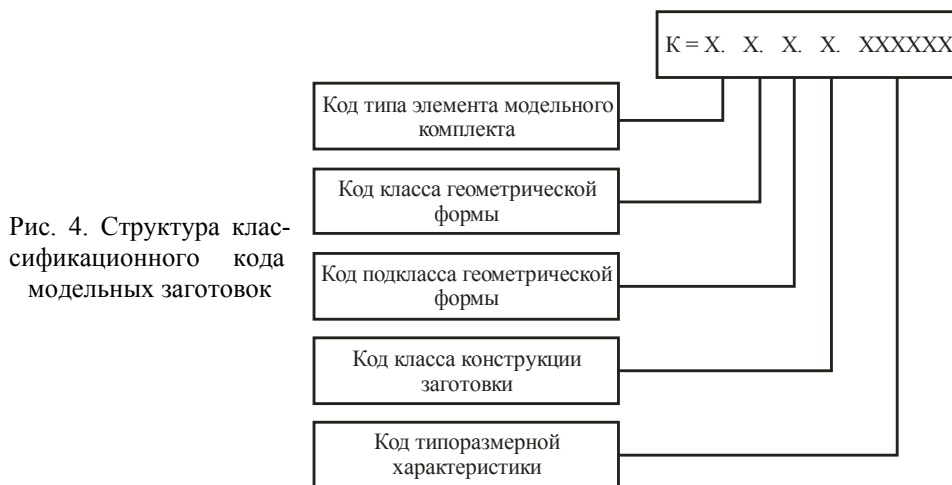 К = X. X. X. X. XXXXXX
Код типа элемента модельного
комплекта
Код класса геометрической
формы
Рис. 4. Структура клас-
сификационного кода
модельных заготовок
Код подкласса геометрической
формы
Код класса конструкции
заготовки
Код типоразмерной
характеристики